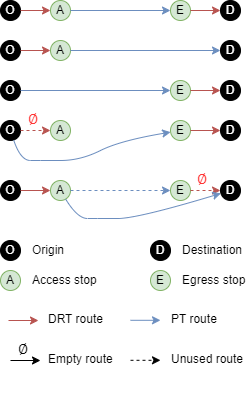 O A E D
O A D
O E D
O Ø A E D
O A E Ø D
O Origin D Destination
A Access stop E Egress stop
DRT route PT route
Ø Empty route Unused route